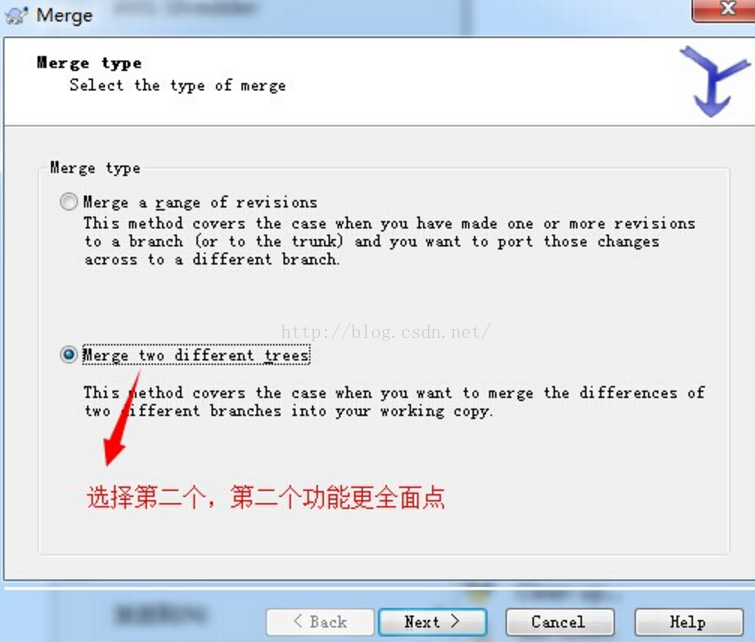 Merge
Merge type
Select the type of merge
Merge type
Merge a range of revisions
This method covers the case when you have made one or more revisions
to a branch (or to the trunk) and you want to port those changes
across to a different branch.
http://blog.csdn.net/
Merge two different trees
This method covers the case when you want to merge the differences of
two different branches into your working copy.
选择第二个，第二个功能更全面点
< Back
Next >
Cancel
Help